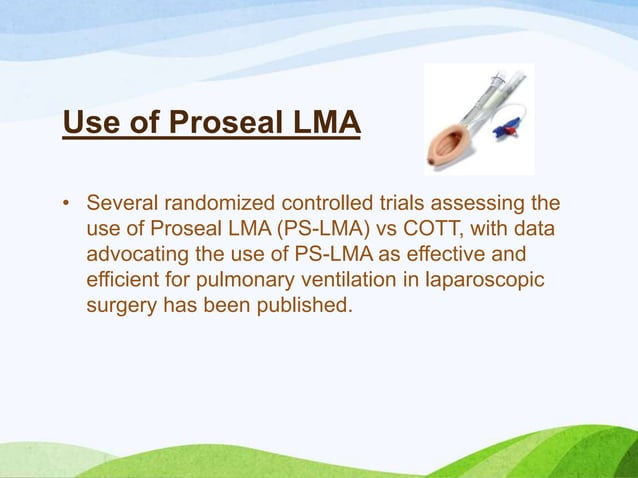 Use of Proseal LMA
• Several randomized controlled trials assessing the
use of Proseal LMA (PS-LMA) vs COTT, with data
advocating the use of PS-LMA as effective and
efficient for pulmonary ventilation in laparoscopic
surgery has been published.